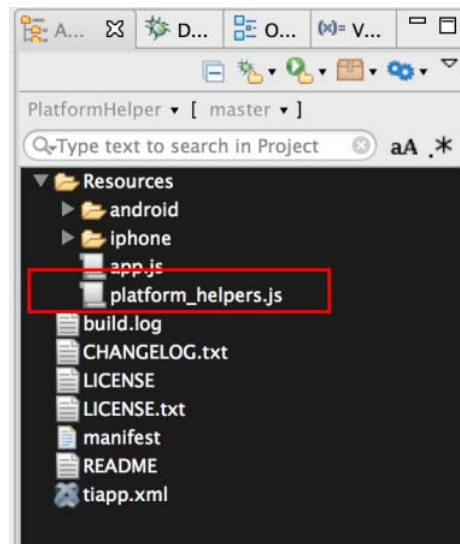 A... D... O... (x)= V...
PlatformHelper [ master ]
Type text to search in Project aA .*
Resources
android
iphone
app.js
platform_helpers.js
build.log
CHANGELOG.txt
LICENSE
LICENSE.txt
manifest
README
tiapp.xml